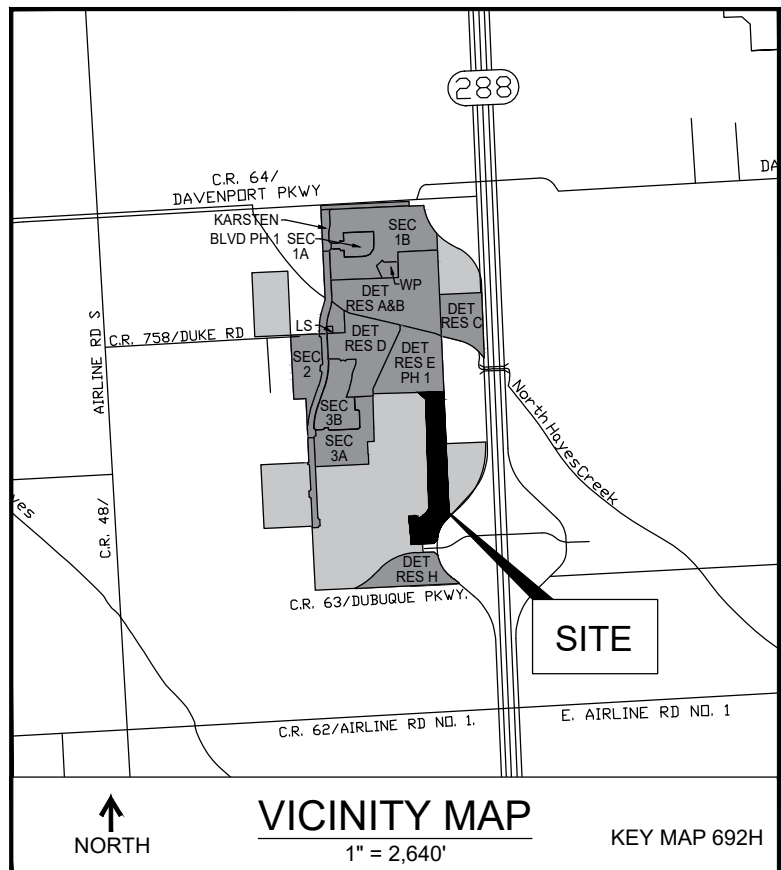 288
C.R. 64/
DAVENPORT PKWY
DA
KARSTEN
BLVD PH 1
SEC
1A
SEC
1B
WP
DET
RES A&B
DET
RES C
LS
DET
RES D
C.R. 758/DUKE RD
AIRLINE RD S
SEC
2
DET
RES E
PH 1
North Hayes Creek
SEC
3B
SEC
3A
yes
C.R. 48/
DET
RES H
C.R. 63/DUBUQUE PKWY.
SITE
C.R. 62/AIRLINE RD NO. 1.
E. AIRLINE RD NO. 1
NORTH
VICINITY MAP
1" = 2,640'
KEY MAP 692H